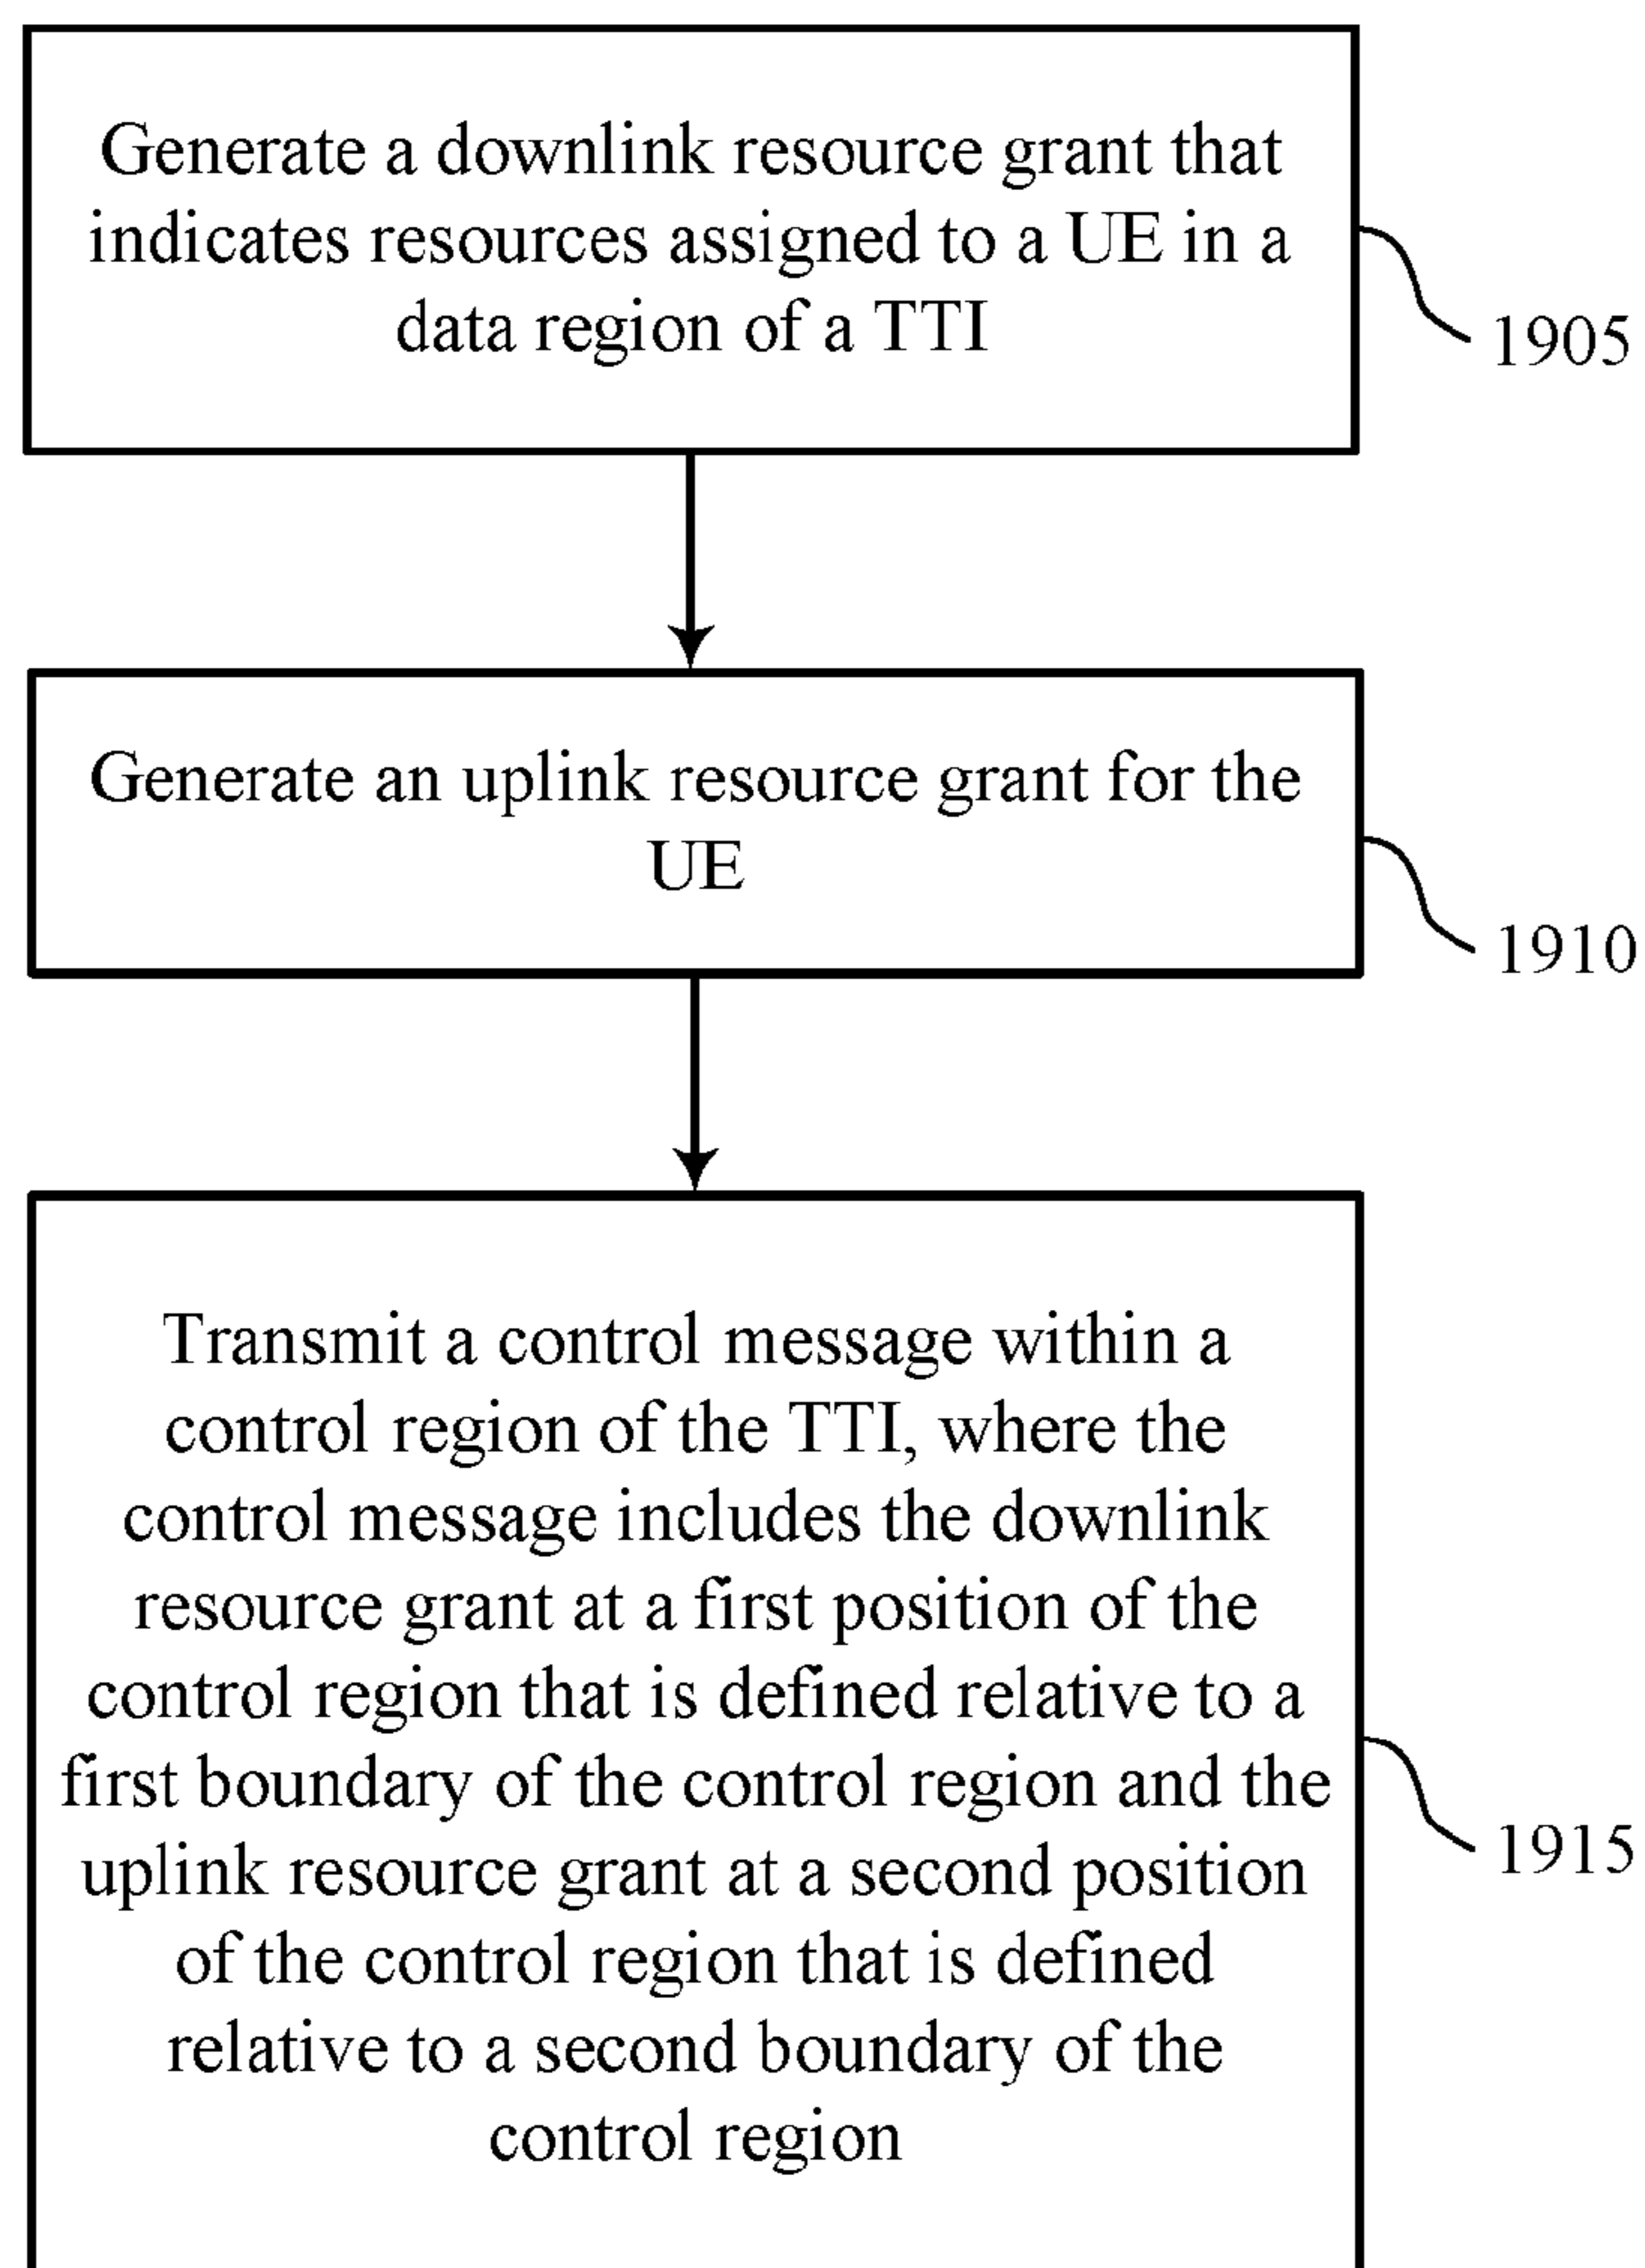 Generate a downlink resource grant that
indicates resources assigned to a UE in a
data region of a TTI
1905
Generate an uplink resource grant for the
UE
1910
Transmit a control message within a
control region of the TTI, where the
control message includes the downlink
resource grant at a first position of the
control region that is defined relative to a
first boundary of the control region and the
uplink resource grant at a second position
of the control region that is defined
relative to a second boundary of the
control region
1915